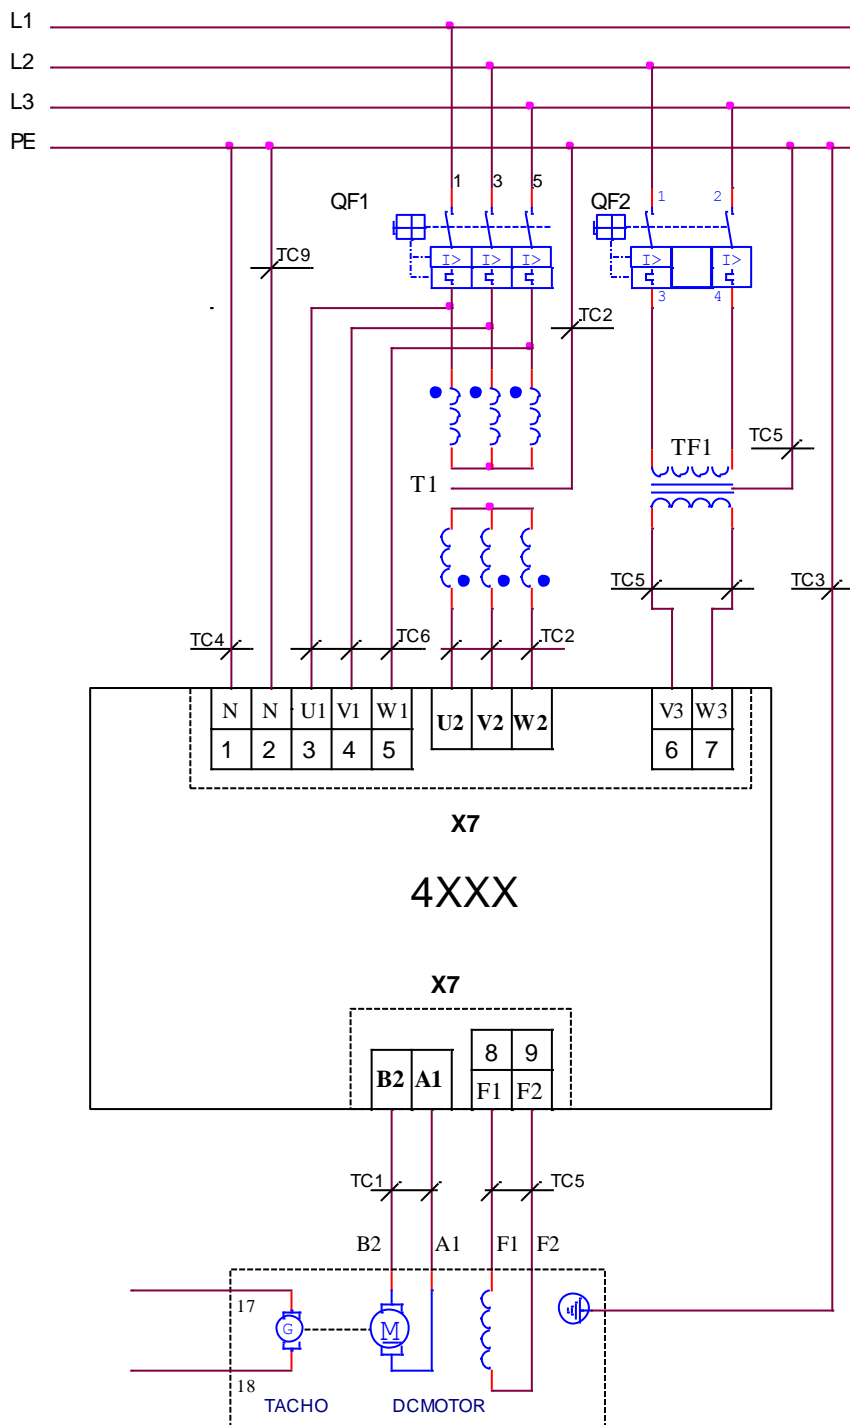 L1
L2
L3
PE
1 3 5 1 2
QF1 QF2
TC9
I> I> I> I> I>
3 4
TC2
TF1 TC5
T1
TC5 TC3
TC4 TC6 TC2
N N U1 V1 W1 U2 V2 W2 V3 W3
1 2 3 4 5 6 7
X7
4XXX
X7
8 9
B2 A1 F1 F2
TC1 TC5
B2 A1 F1 F2
17
G M
18
TACHO DCMOTOR